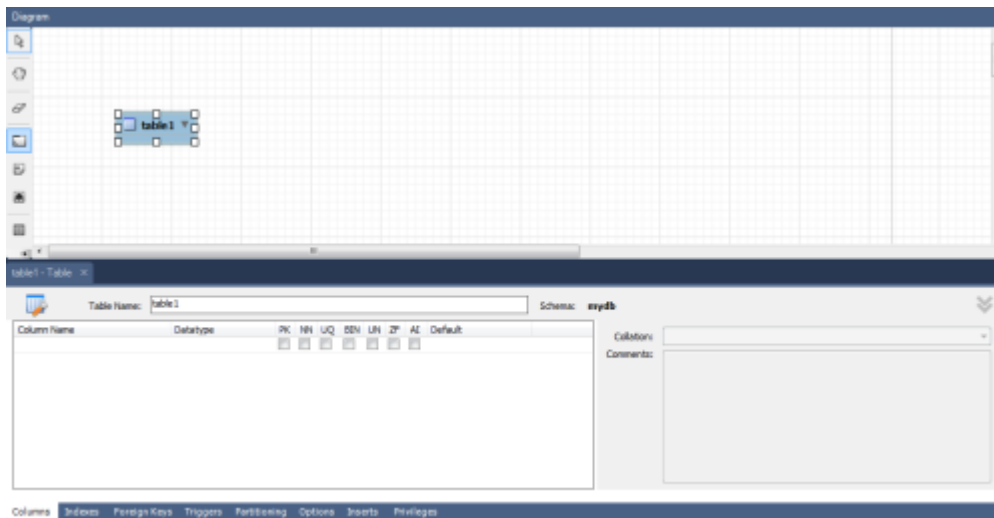 Diagram
table1
table1 - Table ×
Table Name: table1 Schema: mydb
Column Name Datatype PK NN UQ BIN UN ZF AI Default
Collation:
Comments:
Columns Indexes Foreign Keys Triggers Partitioning Options Inserts Privileges